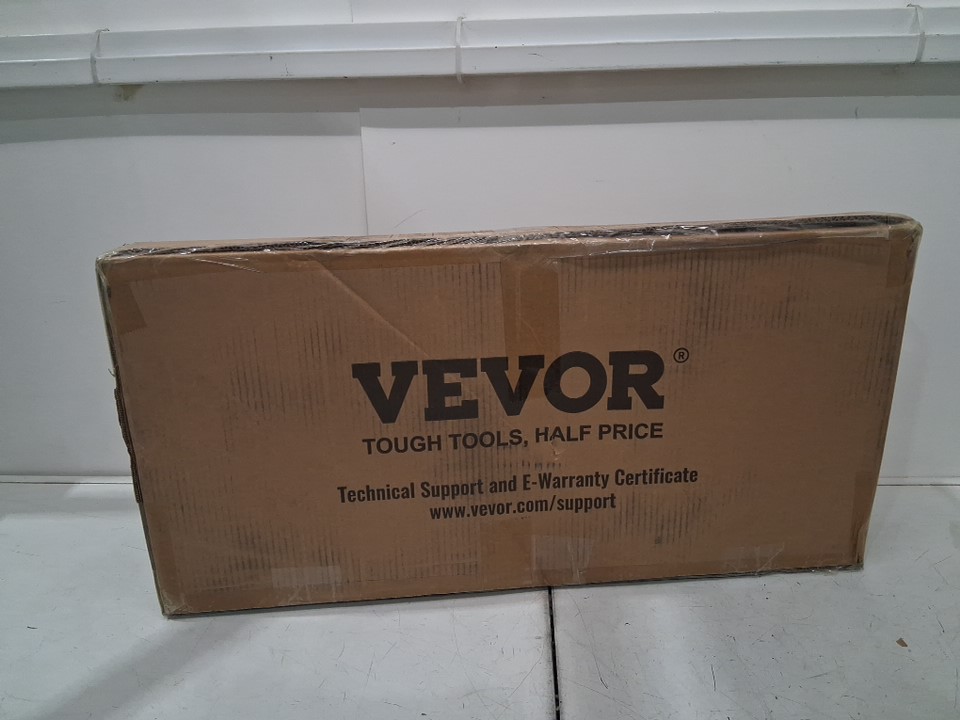 VEVOR®
TOUGH TOOLS, HALF PRICE
Technical Support and E-Warranty Certificate
www.vevor.com/support